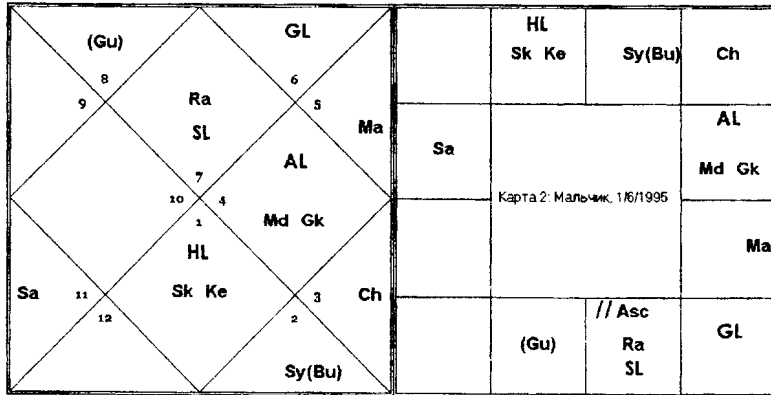 (Gu)
GL
8
6
9
Ra
5
SL
Ma
AL
7
10
4
1
Md Gk
HL
Sa
11
Sk Ke
3
Ch
12
2
Sy(Bu)
HL
Sk Ke
Sy(Bu)
Ch
Sa
AL
Md Gk
Карта 2: Мальчик, 1/6/1995
Ma
(Gu)
// Asc
Ra
SL
GL